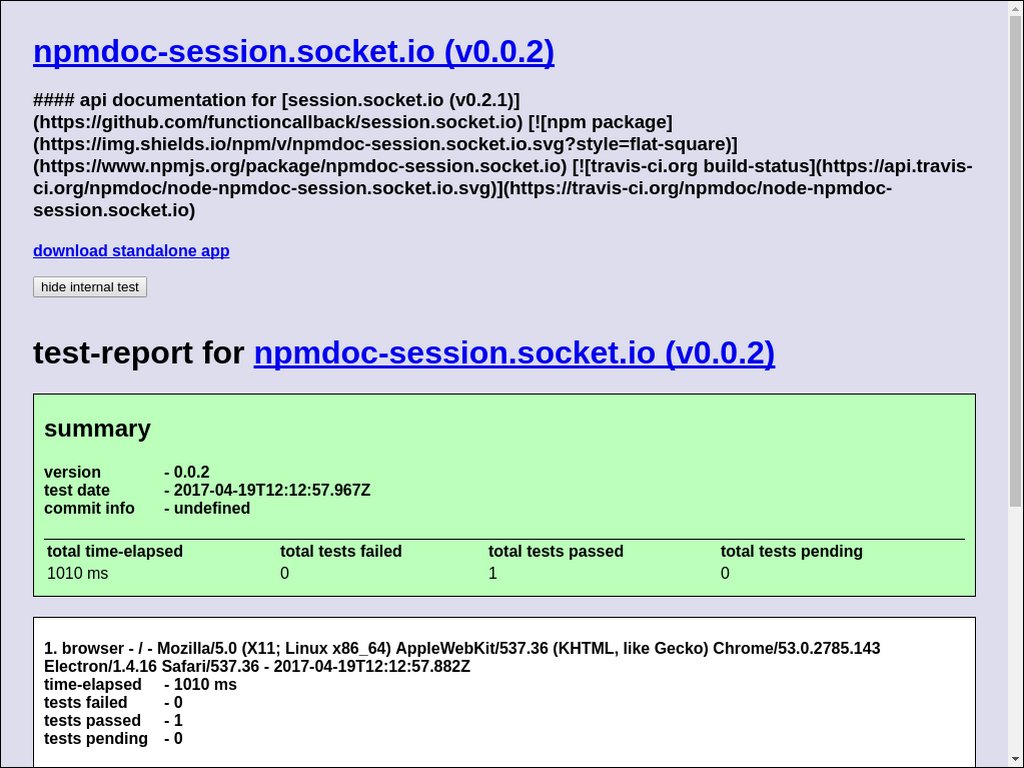 npmdoc-session.socket.io (v0.0.2)
#### api documentation for [session.socket.io (v0.2.1)]
(https://github.com/functioncallback/session.socket.io) [![npm package]
(https://img.shields.io/npm/v/npmdoc-session.socket.io.svg?style=flat-square)]
(https://www.npmjs.org/package/npmdoc-session.socket.io) [![travis-ci.org build-status](https://api.travis-
ci.org/npmdoc/node-npmdoc-session.socket.io.svg)](https://travis-ci.org/npmdoc/node-npmdoc-
session.socket.io)
download standalone app
hide internal test
test-report for npmdoc-session.socket.io (v0.0.2)
summary
version - 0.0.2
test date - 2017-04-19T12:12:57.967Z
commit info - undefined
total time-elapsed total tests failed total tests passed total tests pending
1010 ms 0 1 0
1. browser - / - Mozilla/5.0 (X11; Linux x86_64) AppleWebKit/537.36 (KHTML, like Gecko) Chrome/53.0.2785.143
Electron/1.4.16 Safari/537.36 - 2017-04-19T12:12:57.882Z
time-elapsed - 1010 ms
tests failed - 0
tests passed - 1
tests pending - 0